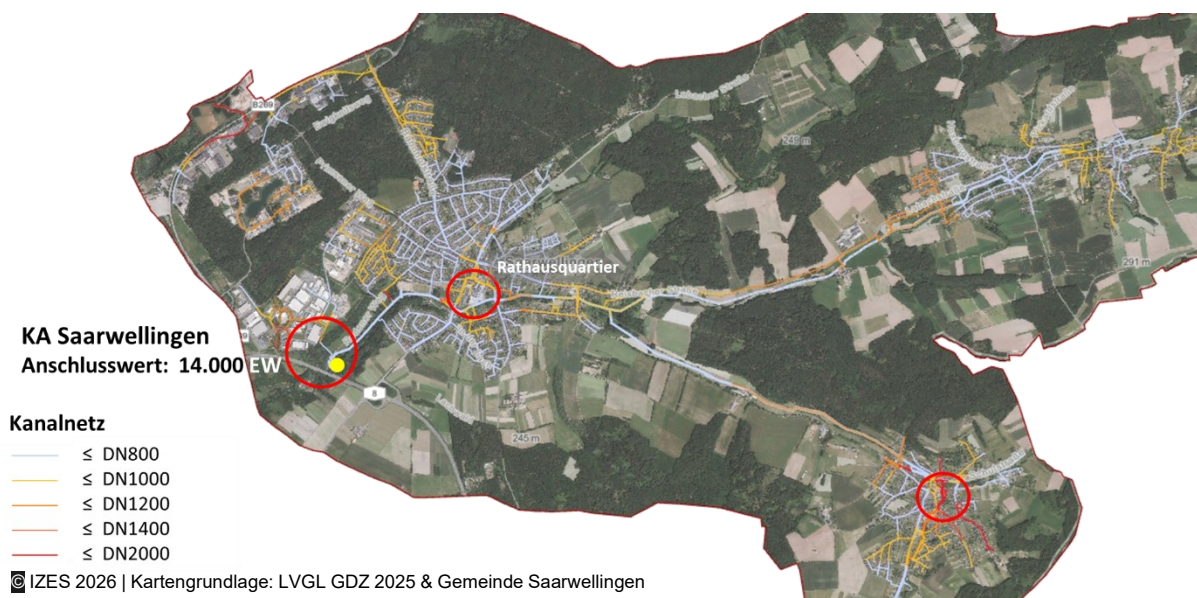 B269
248 m
Rathausquartier
291 m
KA Saarwellingen
Anschlusswert: 14.000 EW
8
245 m
Kanalnetz
≤ DN800
≤ DN1000
≤ DN1200
≤ DN1400
≤ DN2000
© IZES 2026 | Kartengrundlage: LVGL GDZ 2025 & Gemeinde Saarwellingen